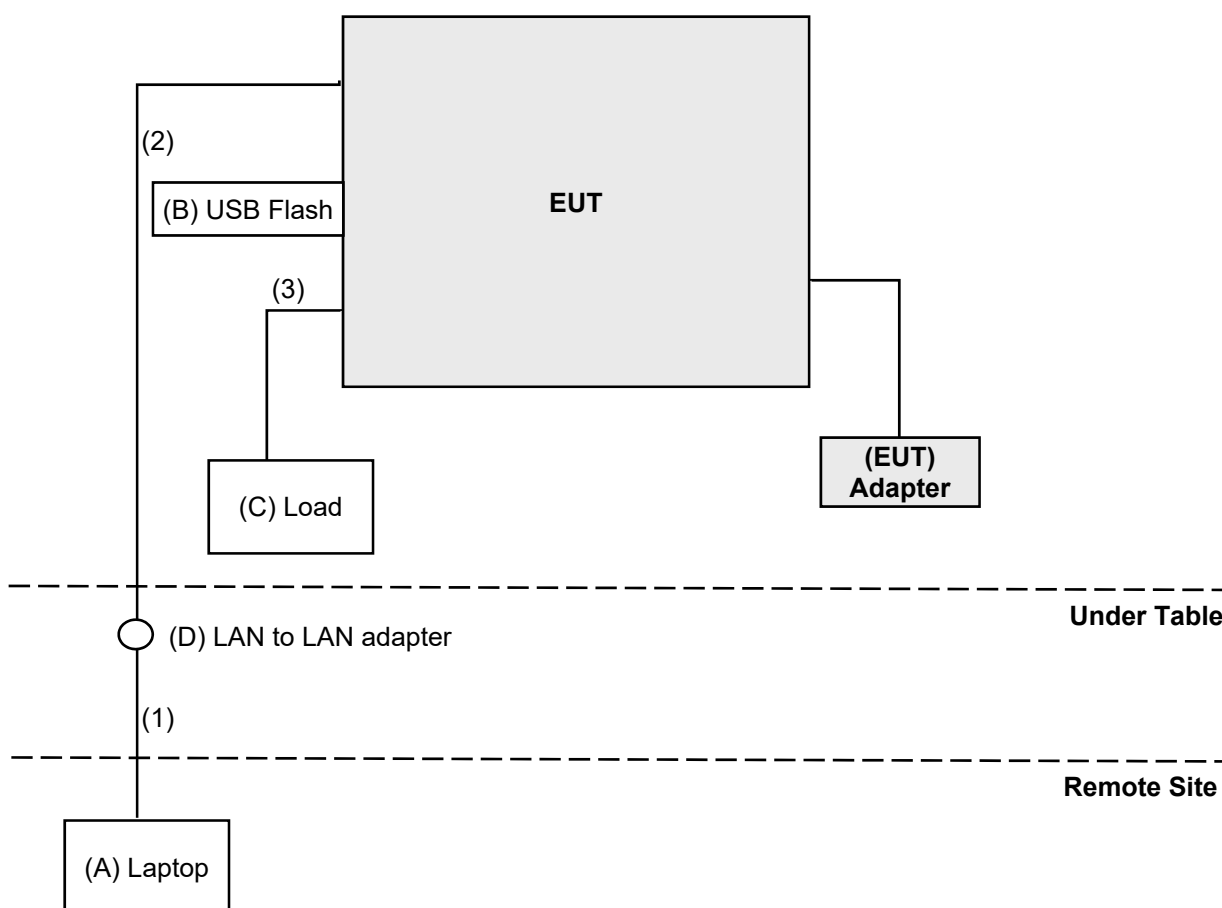 (2)
(B) USB Flash
EUT
(3)
(EUT)
Adapter
(C) Load
Under Table
(D) LAN to LAN adapter
(1)
Remote Site
(A) Laptop